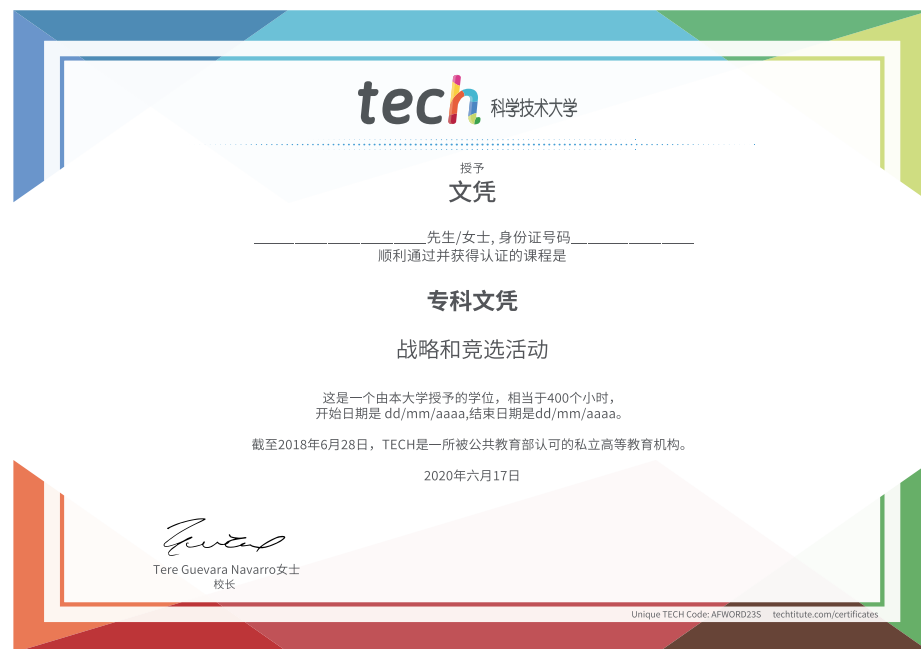 tech 科学技术大学
授予
文凭
______________________先生/女士, 身份证号码________________
顺利通过并获得认证的课程是
专科文凭
战略和竞选活动
这是一个由本大学授予的学位，相当于400个小时，
开始日期是 dd/mm/aaaa,结束日期是dd/mm/aaaa。
截至2018年6月28日，TECH是一所被公共教育部认可的私立高等教育机构。
2020年六月17日
Tere Guevara Navarro女士
校长
Unique TECH Code: AFWORD23S techtitute.com/certificates